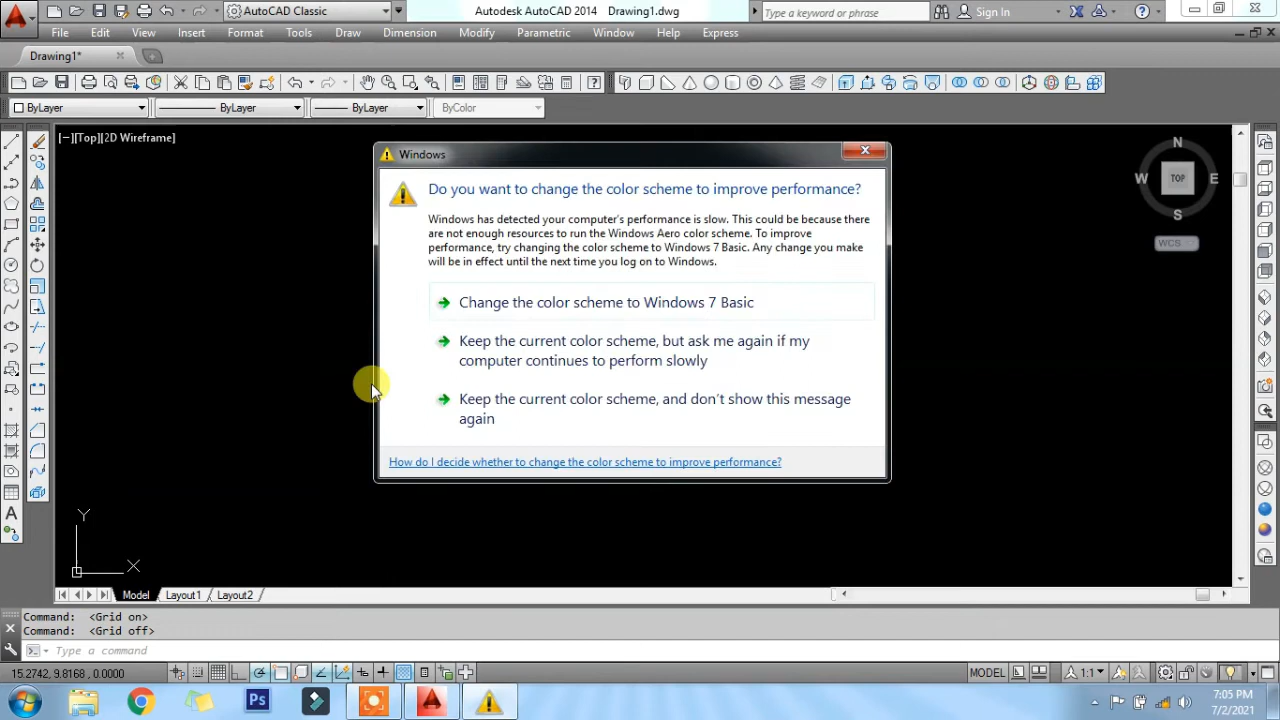 AutoCAD Classic
Autodesk AutoCAD 2014 Drawing1.dwg
Type a keyword or phrase
Sign In
File Edit View Insert Format Tools Draw Dimension Modify Parametric Window Help Express
Drawing1*
ByLayer ByLayer ByLayer ByColor
[−][Top][2D Wireframe]
N
W TOP E
S
WCS
Windows
Do you want to change the color scheme to improve performance?
Windows has detected your computer's performance is slow. This could be because there
are not enough resources to run the Windows Aero color scheme. To improve
performance, try changing the color scheme to Windows 7 Basic. Any change you make
will be in effect until the next time you log on to Windows.
Change the color scheme to Windows 7 Basic
Keep the current color scheme, but ask me again if my
computer continues to perform slowly
Keep the current color scheme, and don't show this message
again
How do I decide whether to change the color scheme to improve performance?
A
Y
X
Model Layout1 Layout2
Command: <Grid on>
Command: <Grid off>
Type a command
15.2742, 9.8168, 0.0000
MODEL
1:1
Ps
7:05 PM
7/2/2021